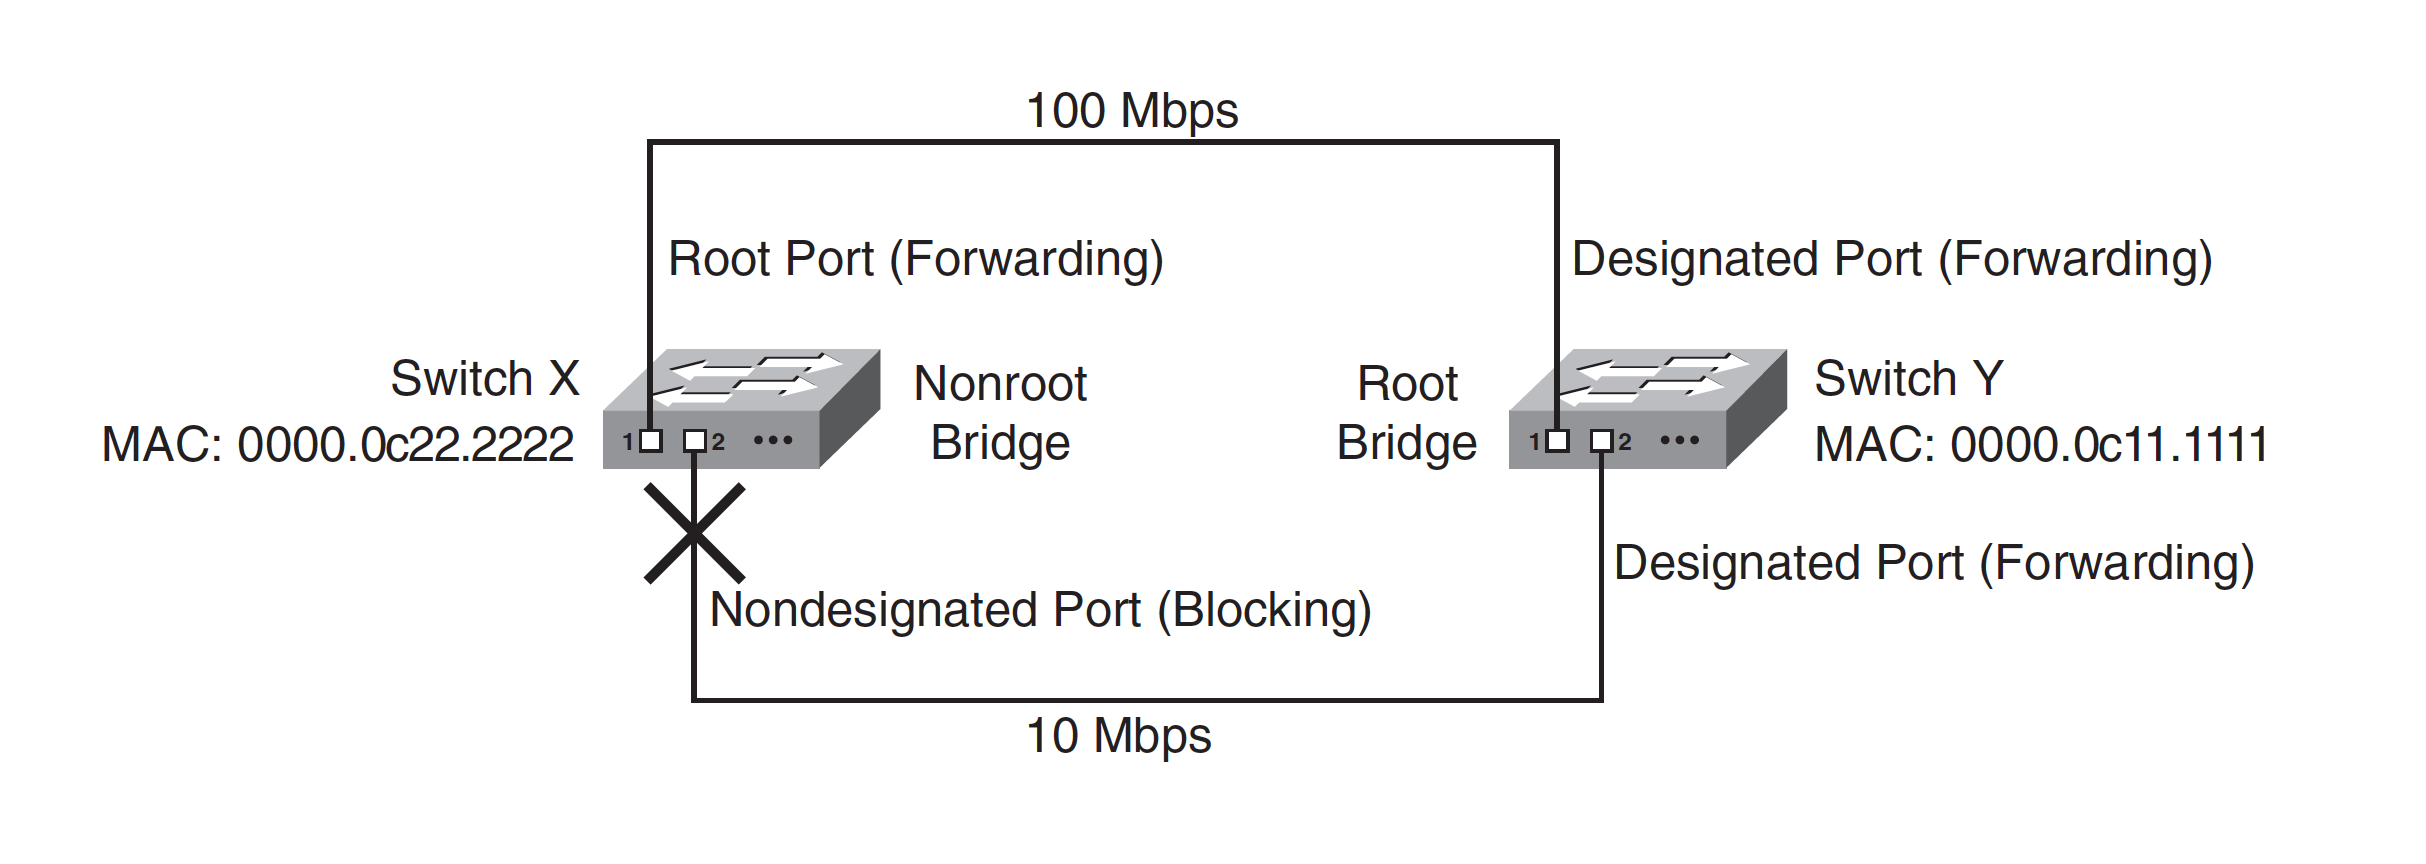 100 Mbps
Root Port (Forwarding)
Designated Port (Forwarding)
Switch X
MAC: 0000.0c22.2222
1
2
Nonroot
Bridge
Root
Bridge
1
2
Switch Y
MAC: 0000.0c11.1111
Nondesignated Port (Blocking)
Designated Port (Forwarding)
10 Mbps